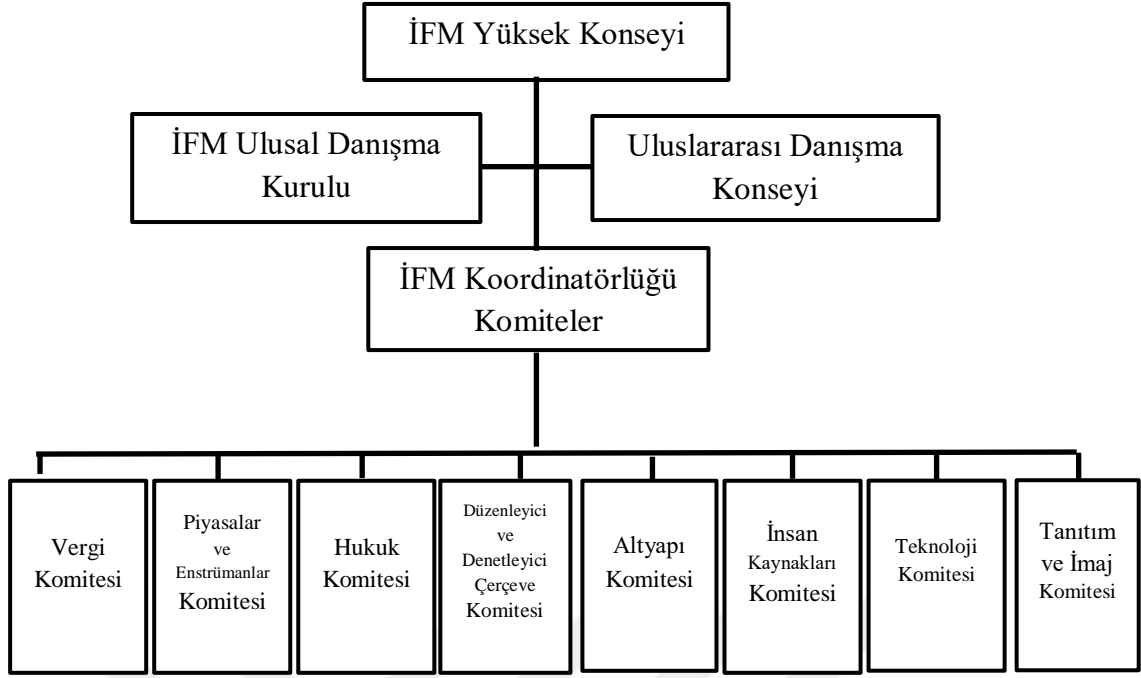 İFM Yüksek Konseyi
İFM Ulusal Danışma
Kurulu
Uluslararası Danışma
Konseyi
İFM Koordinatörlüğü
Komiteler
Vergi
Komitesi
Piyasalar
ve
Enstrümanlar
Komitesi
Hukuk
Komitesi
Düzenleyici
ve
Denetleyici
Çerçeve
Komitesi
Altyapı
Komitesi
İnsan
Kaynakları
Komitesi
Teknoloji
Komitesi
Tanıtım
ve İmaj
Komitesi